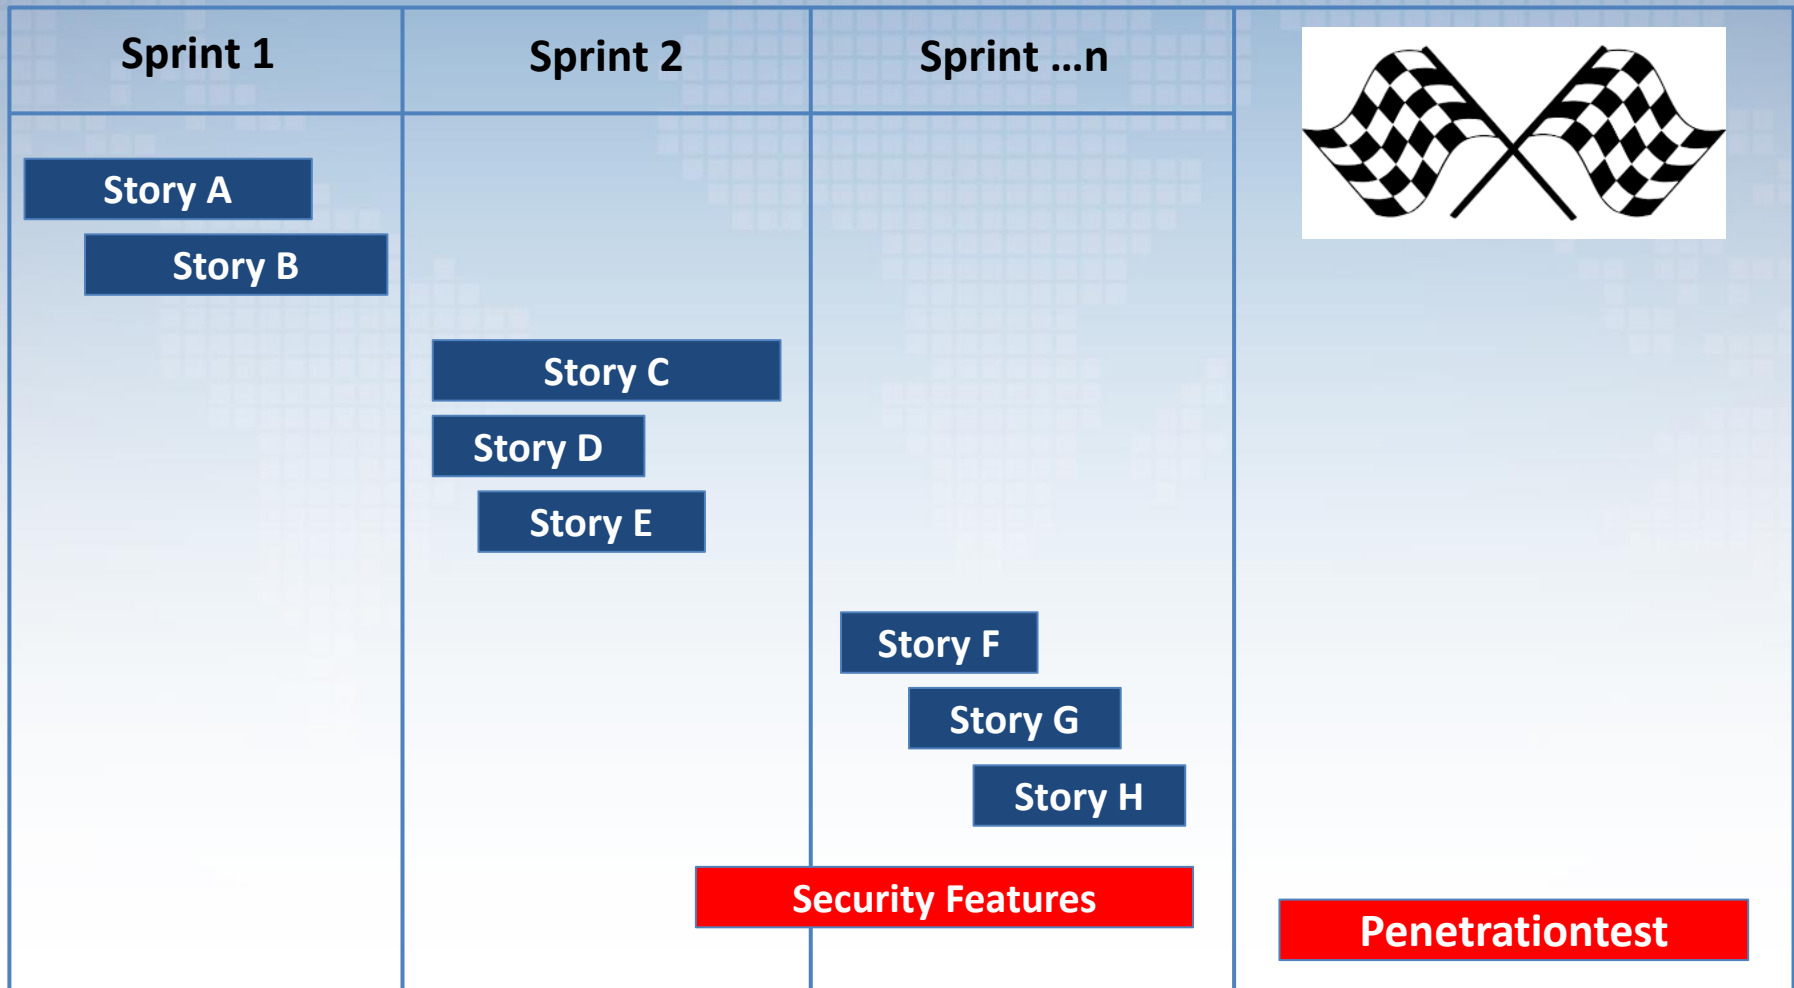 Sprint 1
Sprint 2
Sprint ...n
Story A
Story B
Story C
Story D
Story E
Story F
Story G
Story H
Security Features
Penetrationtest